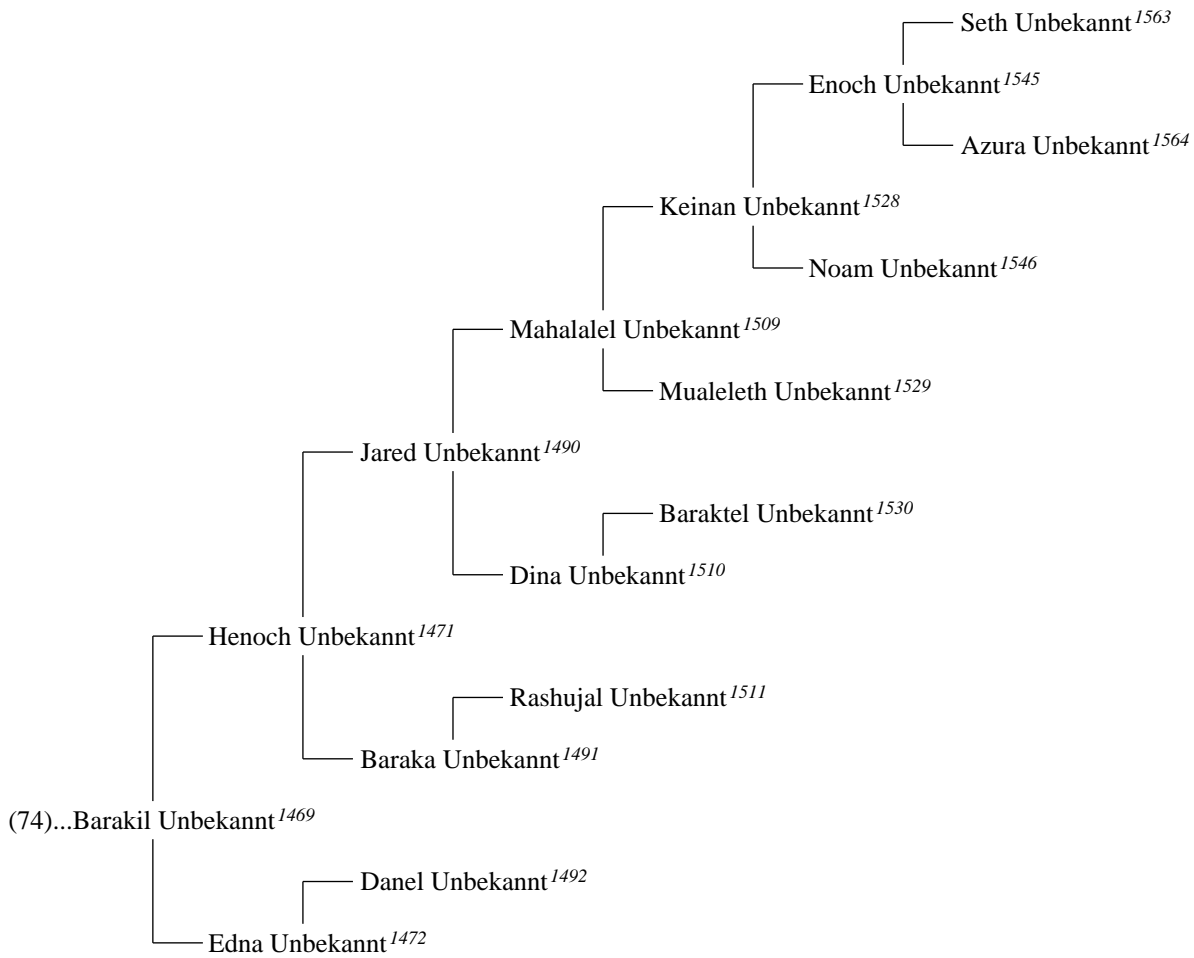 Seth Unbekannt 1563
Enoch Unbekannt 1545
Azura Unbekannt 1564
Keinan Unbekannt 1528
Noam Unbekannt 1546
Mahalalel Unbekannt 1509
Mualeleth Unbekannt 1529
Jared Unbekannt 1490
Baraktel Unbekannt 1530
Dina Unbekannt 1510
Henoch Unbekannt 1471
Rashujal Unbekannt 1511
Baraka Unbekannt 1491
(74)...Barakil Unbekannt 1469
Danel Unbekannt 1492
Edna Unbekannt 1472